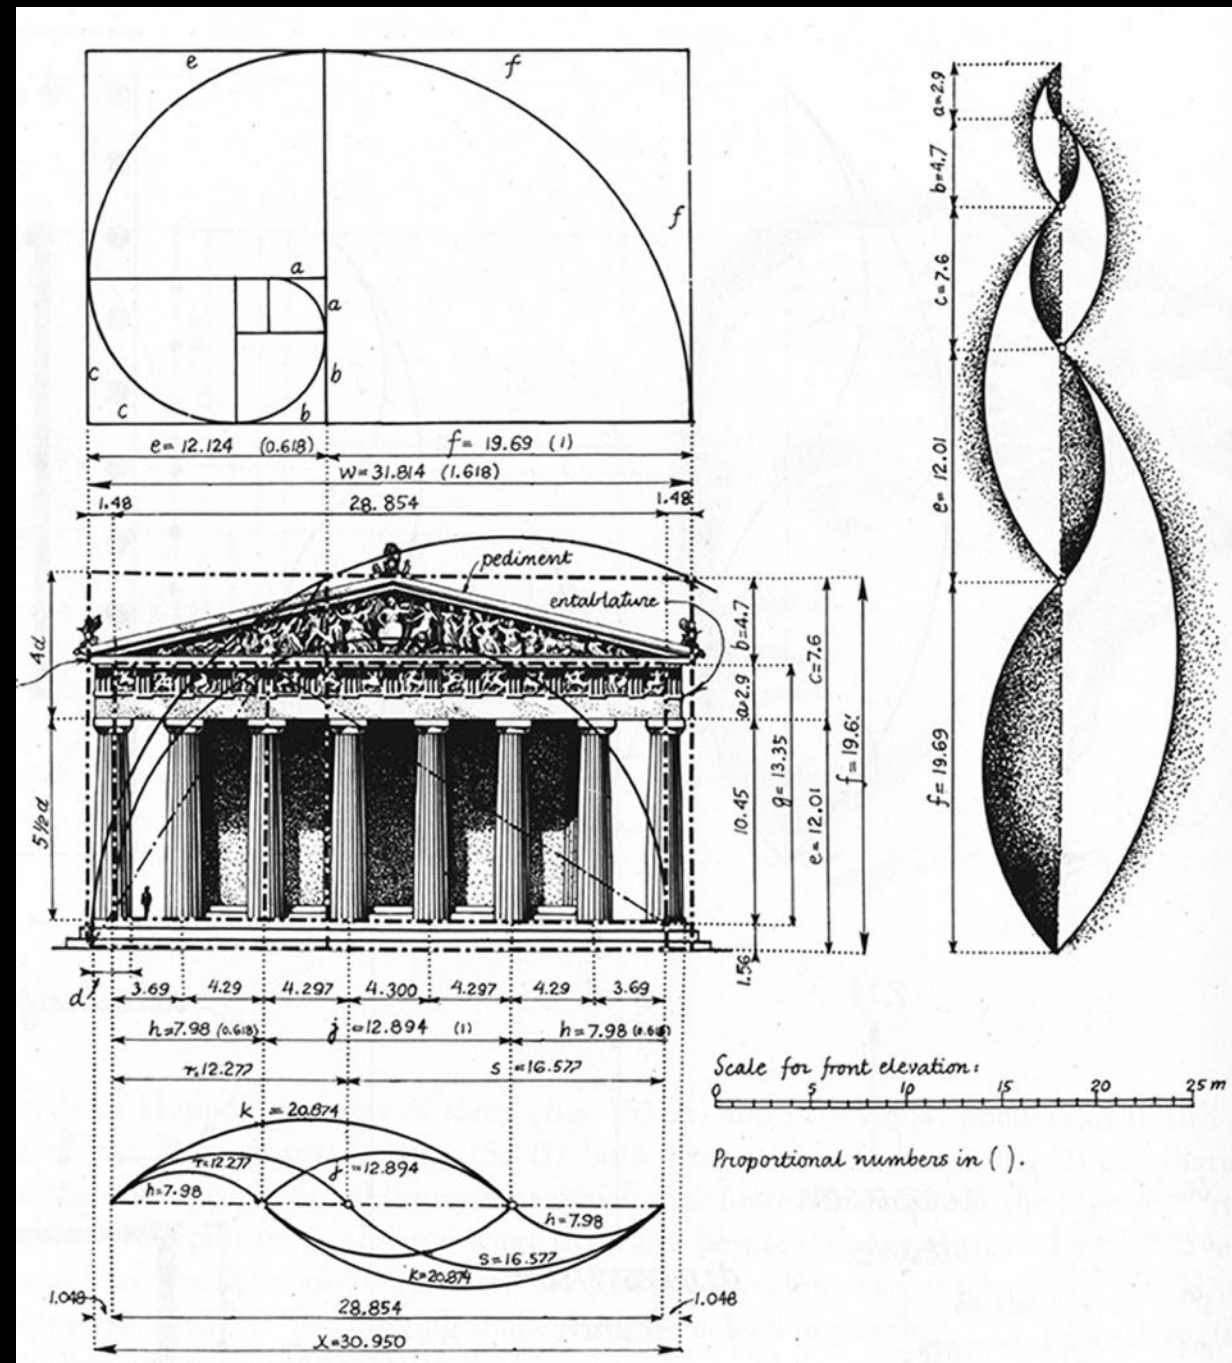 e
f
f
a
a
c
b
c
b
e= 12.124 (0.618)
f= 19.69 (1)
w=31.814 (1.618)
1.48
28.854
1.48
pediment
entablature
4d
5½d
b=4.7
a=2.9
10.45
1.56
g=13.35
c=7.6
e=12.01
d
3.69 4.29 4.297 4.300 4.297 4.29 3.69
h=7.98 (0.618)
j=12.894 (1)
h=7.98 (0.618)
r=12.277
s=16.577
k = 20.874
r=12.277
j=12.894
h=7.98
h=7.98
s=16.577
k=20.874
1.048
28.854
1.048
x=30.950
a=2.9
b=4.7
c=7.6
e=12.01
f=19.69
Scale for front elevation:
0 5 10 15 20 25 m
Proportional numbers in ( ).